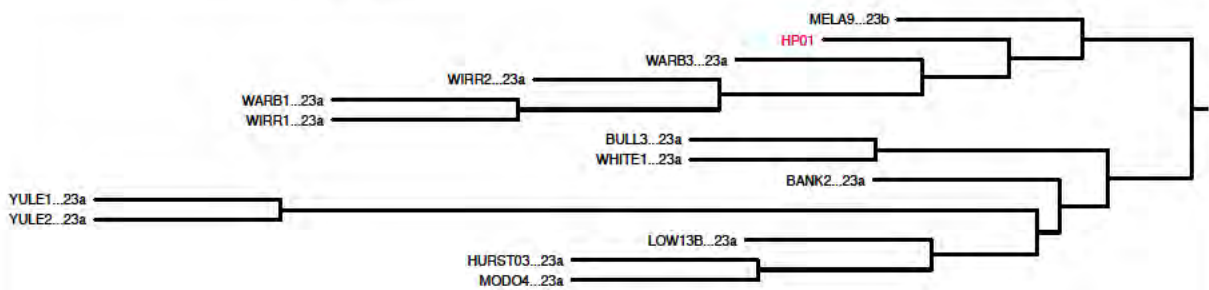 MELA9...23b
HP01
WARB3...23a
WIRR2...23a
WARB1...23a
WIRR1...23a
BULL3...23a
WHITE1...23a
BANK2...23a
YULE1...23a
YULE2...23a
LOW13B...23a
HURST03...23a
MODO4...23a